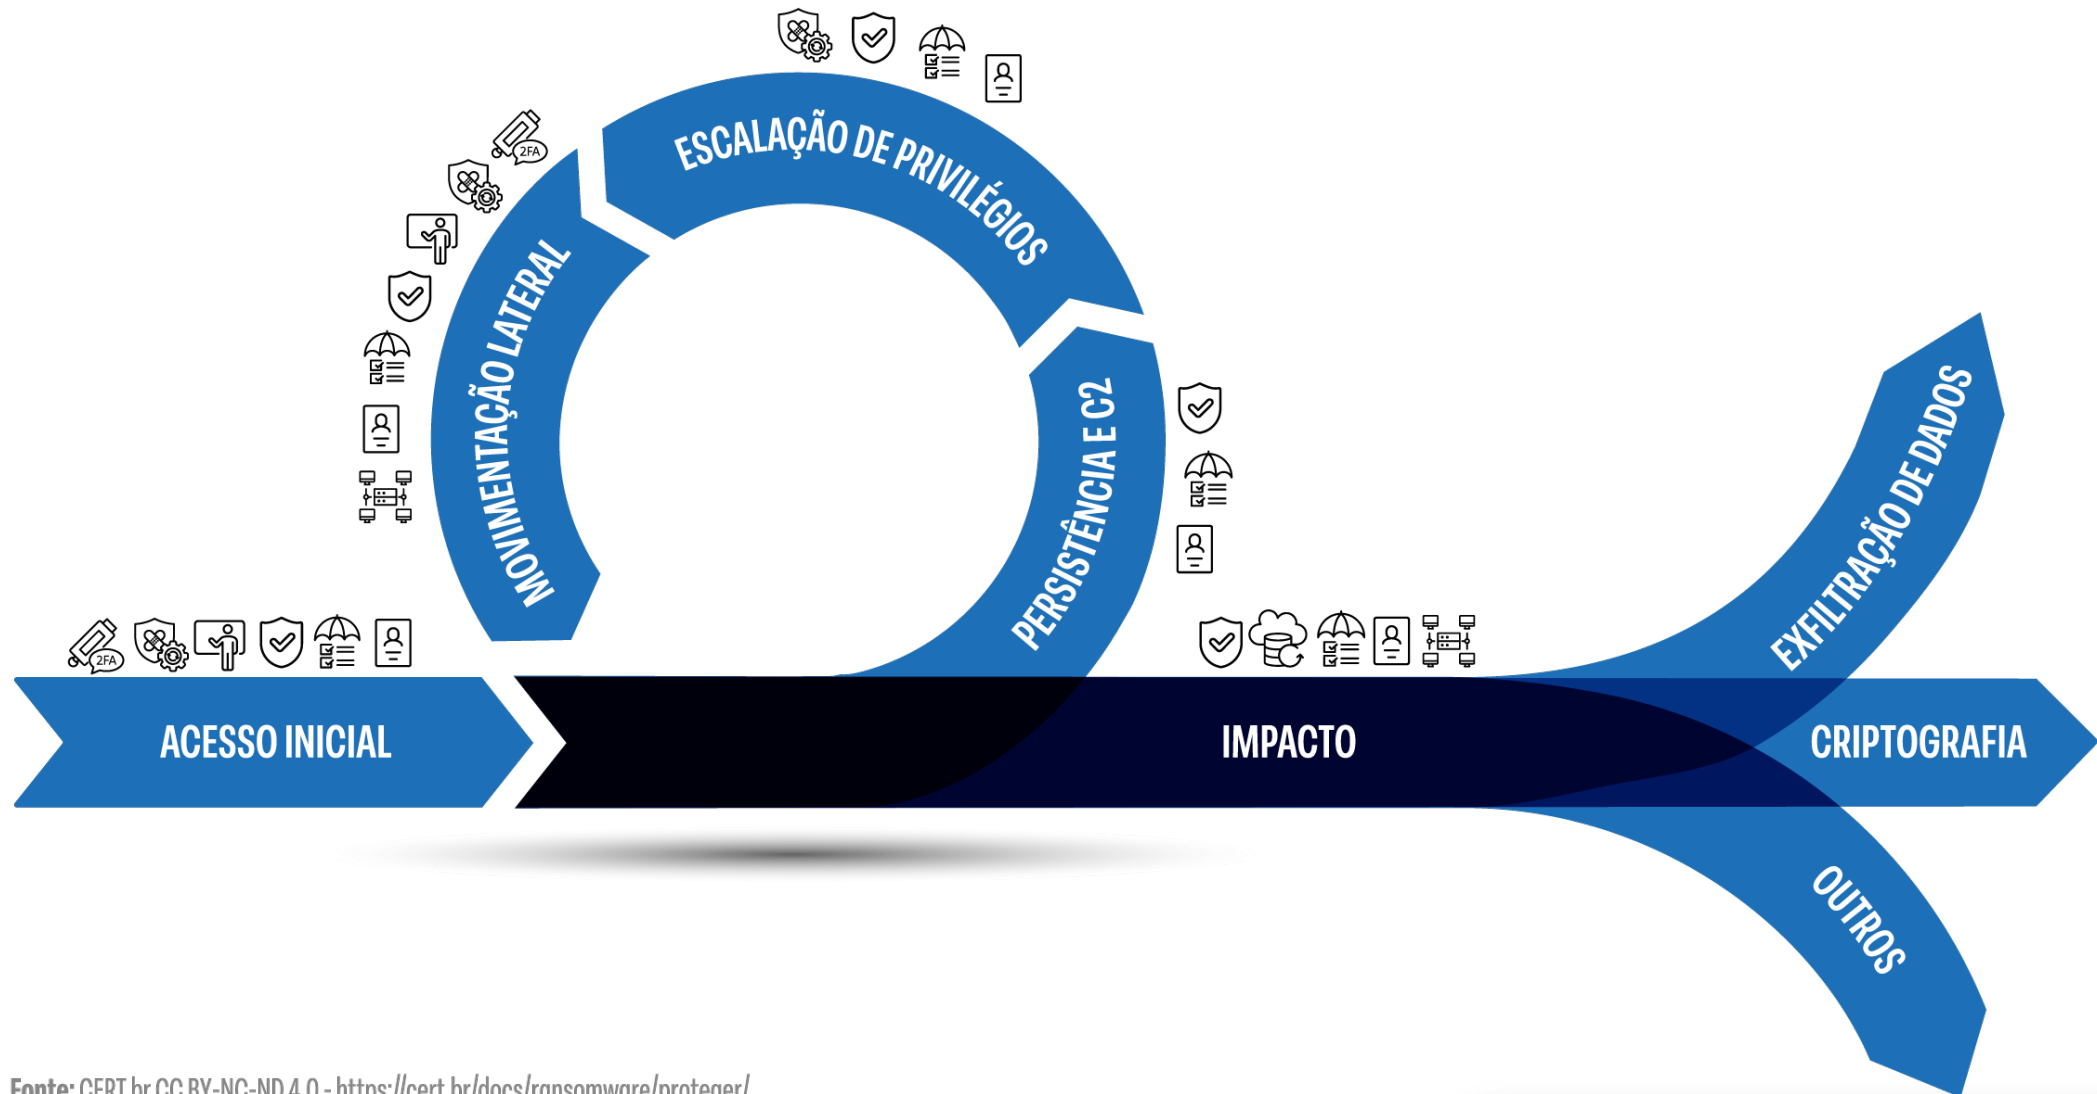 2FA
ESCALAÇÃO DE PRIVILÉGIOS
MOVIMENTAÇÃO LATERAL
PERSISTÊNCIA E C2
2FA
ACESSO INICIAL
IMPACTO
EXFILTRAÇÃO DE DADOS
CRIPTOGRAFIA
OUTROS
Fonte: CERT.br CC BY-NC-ND 4.0 - https://cert.br/docs/ransomware/proteger/